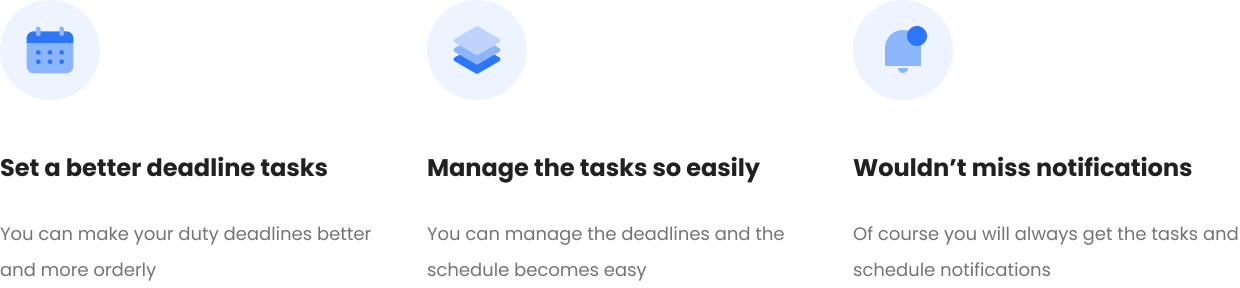 Set a better deadline tasks
You can make your duty deadlines better
and more orderly
Manage the tasks so easily
You can manage the deadlines and the
schedule becomes easy
Wouldn’t miss notifications
Of course you will always get the tasks and
schedule notifications